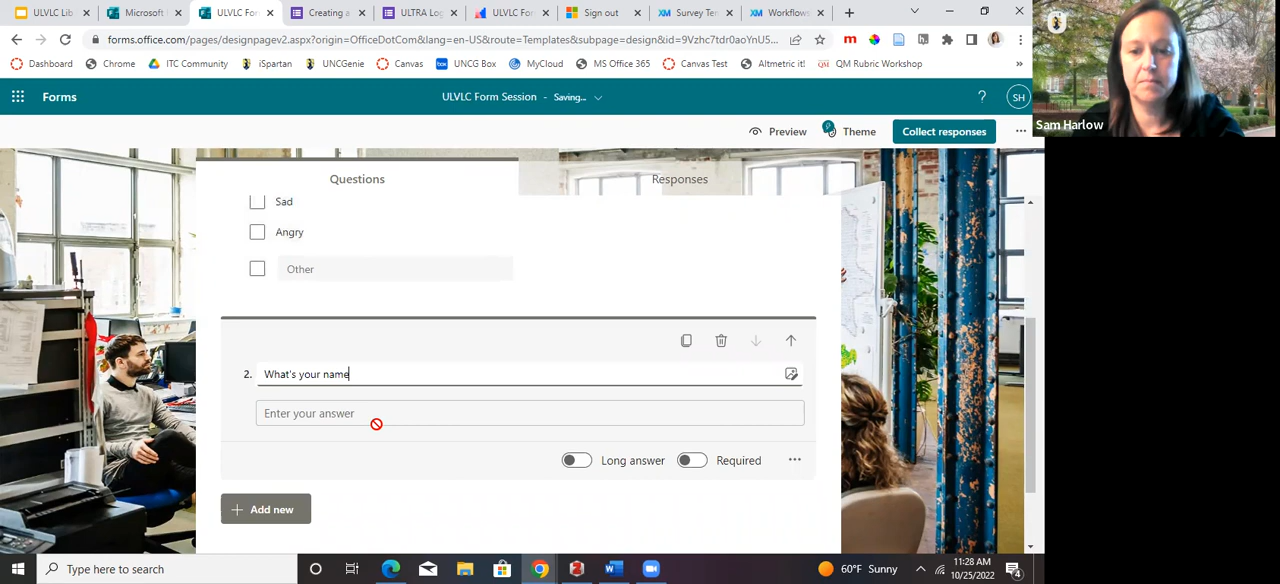 ULVLC Lib
Microsoft
ULVLC For
Creating a
ULTRA Log
ULVLC Fo
Sign out
Survey Ter
Workflows
forms.office.com/pages/designpagev2.aspx?origin=OfficeDotCom&lang=en-US&route=Templates&subpage=design&id=9Vzhc7tdr0aoYnU5...
Dashboard
Chrome
ITC Community
iSpartan
UNCGenie
Canvas
UNCG Box
MyCloud
MS Office 365
Canvas Test
Altmetric it!
QM Rubric Workshop
»
Forms
ULVLC Form Session - Saving...
?
SH
Sam Harlow
Preview
Theme
Collect responses
Questions
Responses
Sad
Angry
Other
2. What's your name
Enter your answer
Long answer
Required
Add new
Type here to search
60°F Sunny
11:28 AM
10/25/2022
4